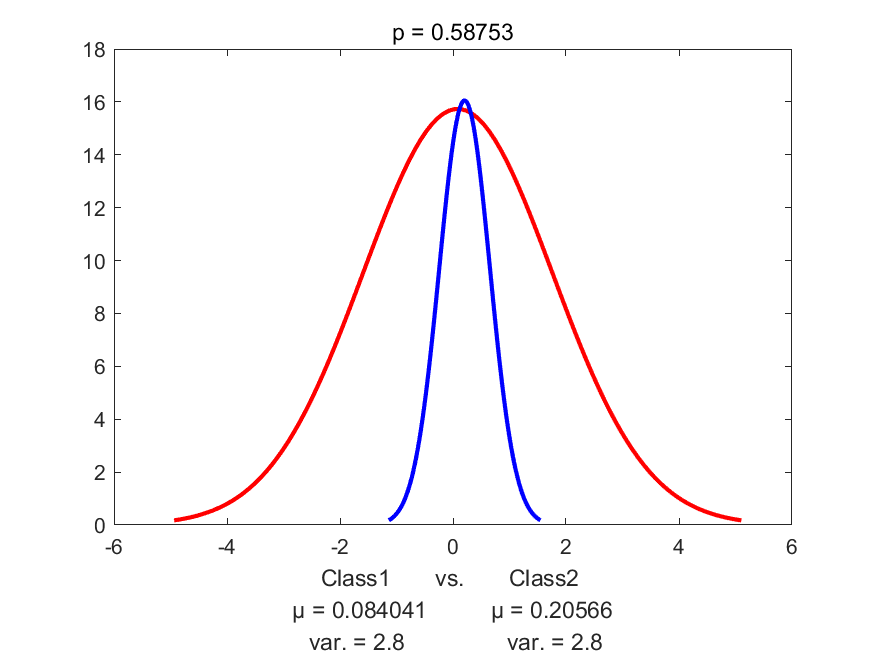 p = 0.58753
18
16
14
12
10
8
6
4
2
0
-6 -4 -2 0 2 4 6
Class1 vs. Class2
μ = 0.084041 μ = 0.20566
var. = 2.8 var. = 2.8